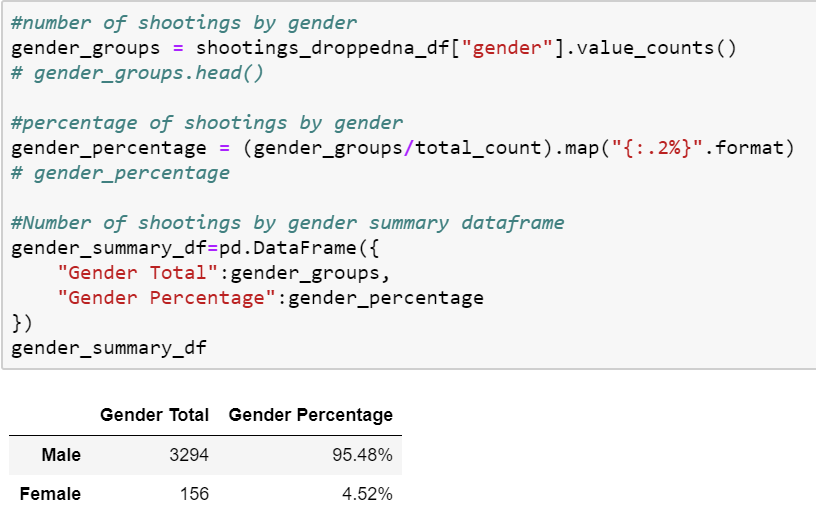 #number of shootings by gender
gender_groups = shootings_droppedna_df["gender"].value_counts()
# gender_groups.head()
#percentage of shootings by gender
gender_percentage = (gender_groups/total_count).map("{:.2%}".format)
# gender_percentage
#Number of shootings by gender summary dataframe
gender_summary_df=pd.DataFrame({
    "Gender Total":gender_groups,
    "Gender Percentage":gender_percentage
})
gender_summary_df
Gender Total Gender Percentage
Male 3294 95.48%
Female 156 4.52%